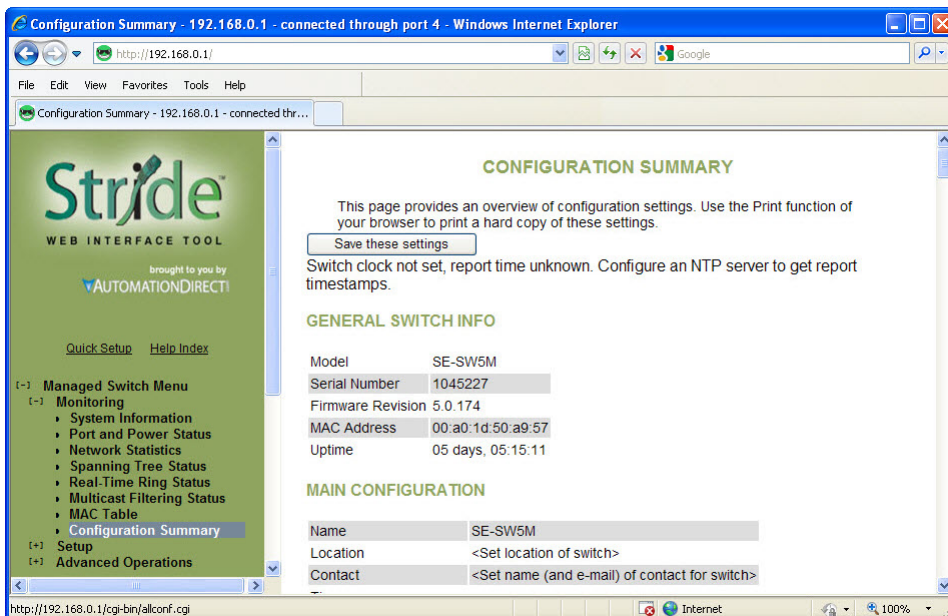 Configuration Summary - 192.168.0.1 - connected through port 4 - Windows Internet Explorer
http://192.168.0.1/
Google
File Edit View Favorites Tools Help
Configuration Summary - 192.168.0.1 - connected thr...
Stride™
WEB INTERFACE TOOL
brought to you by
AUTOMATIONDIRECT
Quick Setup Help Index
[-] Managed Switch Menu
[-] Monitoring
System Information
Port and Power Status
Network Statistics
Spanning Tree Status
Real-Time Ring Status
Multicast Filtering Status
MAC Table
Configuration Summary
[+] Setup
[+] Advanced Operations
CONFIGURATION SUMMARY
This page provides an overview of configuration settings. Use the Print function of
your browser to print a hard copy of these settings.
Save these settings
Switch clock not set, report time unknown. Configure an NTP server to get report
timestamps.
GENERAL SWITCH INFO
Model SE-SW5M
Serial Number 1045227
Firmware Revision 5.0.174
MAC Address 00:a0:1d:50:a9:57
Uptime 05 days, 05:15:11
MAIN CONFIGURATION
Name SE-SW5M
Location <Set location of switch>
Contact <Set name (and e-mail) of contact for switch>
http://192.168.0.1/cgi-bin/allconf.cgi
Internet
100%